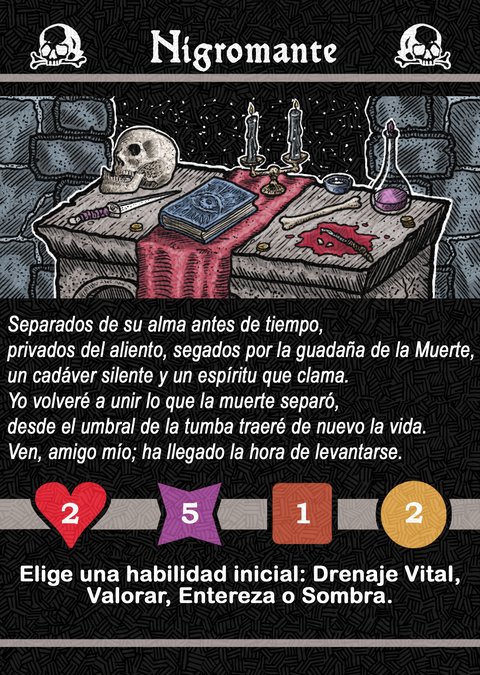 Nigromante
Separados de su alma antes de tiempo,
privados del aliento, segados por la guadaña de la Muerte,
un cadáver silente y un espíritu que clama.
Yo volveré a unir lo que la muerte separó,
desde el umbral de la tumba traeré de nuevo la vida.
Ven, amigo mío; ha llegado la hora de levantarse.
2 5 1 2
Elige una habilidad inicial: Drenaje Vital,
Valorar, Entereza o Sombra.